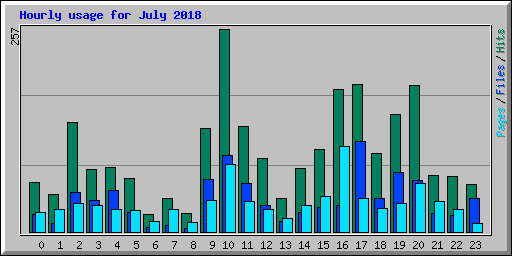 Hourly usage for July 2018
257
Pages/Files/Hits
0 1 2 3 4 5 6 7 8 9 10 11 12 13 14 15 16 17 18 19 20 21 22 23